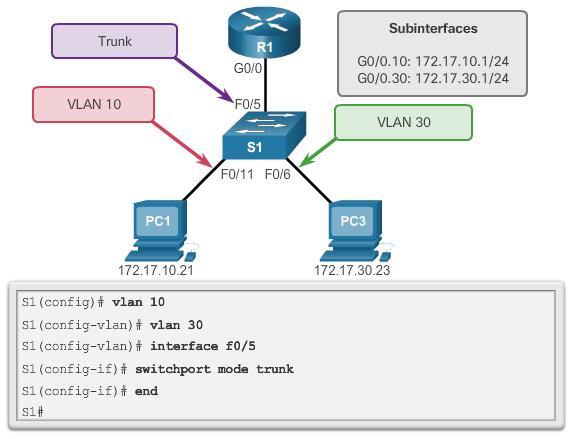 Trunk
R1
Subinterfaces
G0/0.10: 172.17.10.1/24
G0/0.30: 172.17.30.1/24
G0/0
VLAN 10
F0/5
VLAN 30
S1
F0/11
F0/6
PC1
PC3
172.17.10.21
172.17.30.23
S1(config)# vlan 10
S1(config-vlan)# vlan 30
S1(config-vlan)# interface f0/5
S1(config-if)# switchport mode trunk
S1(config-if)# end
S1#